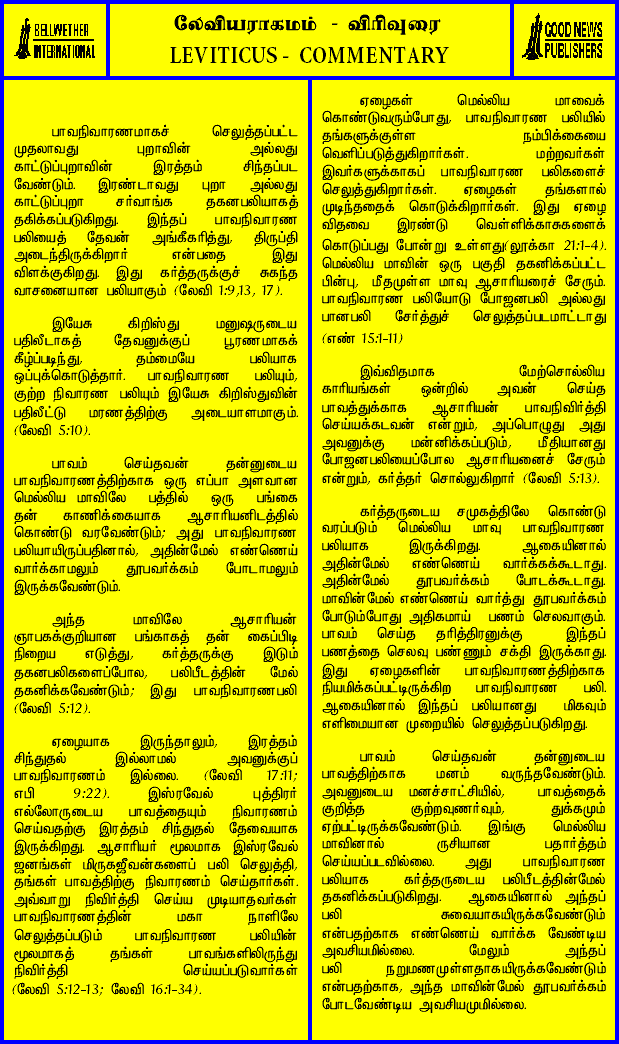 BELLWETHER
INTERNATIONAL
லேவியராகமம் - விரிவுரை
LEVITICUS - COMMENTARY
GOOD NEWS
PUBLISHERS
பாவநிவாரணமாகச் செலுத்தப்பட்ட
முதலாவது புறாவின் அல்லது
காட்டுப்புறாவின் இரத்தம் சிந்தப்பட
வேண்டும். இரண்டாவது புறா அல்லது
காட்டுப்புறா சர்வாங்க தகனபலியாகத்
தகிக்கப்படுகிறது. இந்தப் பாவநிவாரண
பலியைத் தேவன் அங்கீகரித்து, திருப்தி
அடைந்திருக்கிறார் என்பதை இது
விளக்குகிறது. இது கர்த்தருக்குச் சுகந்த
வாசனையான பலியாகும் (லேவி 1:9,13, 17).
இயேசு கிறிஸ்து மனுஷருடைய
பதிலீடாகத் தேவனுக்குப் பூரணமாகக்
கீழ்ப்படிந்து, தம்மையே பலியாக
ஒப்புக்கொடுத்தார். பாவநிவாரண பலியும்,
குற்ற நிவாரண பலியும் இயேசு கிறிஸ்துவின்
பதிலீட்டு மரணத்திற்கு அடையாளமாகும்.
(லேவி 5:10).
பாவம் செய்தவன் தன்னுடைய
பாவநிவாரணத்திற்காக ஒரு எப்பா அளவான
மெல்லிய மாவிலே பத்தில் ஒரு பங்கை
தன் காணிக்கையாக ஆசாரியனிடத்தில்
கொண்டு வரவேண்டும்; அது பாவநிவாரண
பலியாயிருப்பதினால், அதின்மேல் எண்ணெய்
வார்க்காமலும் தூபவர்க்கம் போடாமலும்
இருக்கவேண்டும்.
அந்த மாவிலே ஆசாரியன்
ஞாபகக்குறியான பங்காகத் தன் கைப்பிடி
நிறைய எடுத்து, கர்த்தருக்கு இடும்
தகனபலிகளைப்போல, பலிபீடத்தின் மேல்
தகனிக்கவேண்டும்; இது பாவநிவாரணபலி
(லேவி 5:12).
ஏழையாக இருந்தாலும், இரத்தம்
சிந்துதல் இல்லாமல் அவனுக்குப்
பாவநிவாரணம் இல்லை. (லேவி 17:11;
எபி 9:22). இஸ்ரவேல் புத்திரர்
எல்லோருடைய பாவத்தையும் நிவாரணம்
செய்வதற்கு இரத்தம் சிந்துதல் தேவையாக
இருக்கிறது. ஆசாரியர் மூலமாக இஸ்ரவேல்
ஜனங்கள் மிருகஜீவன்களைப் பலி செலுத்தி,
தங்கள் பாவத்திற்கு நிவாரணம் செய்தார்கள்.
அவ்வாறு நிவிர்த்தி செய்ய முடியாதவர்கள்
பாவநிவாரணத்தின் மகா நாளிலே
செலுத்தப்படும் பாவநிவாரண பலியின்
மூலமாகத் தங்கள் பாவங்களிலிருந்து
நிவிர்த்தி செய்யப்படுவார்கள்
(லேவி 5:12-13; லேவி 16:1-34).
ஏழைகள் மெல்லிய மாவைக்
கொண்டுவரும்போது, பாவநிவாரண பலியில்
தங்களுக்குள்ள நம்பிக்கையை
வெளிப்படுத்துகிறார்கள். மற்றவர்கள்
இவர்களுக்காகப் பாவநிவாரண பலிகளைச்
செலுத்துகிறார்கள். ஏழைகள் தங்களால்
முடிந்ததைக் கொடுக்கிறார்கள். இது ஏழை
விதவை இரண்டு வெள்ளிக்காசுகளைக்
கொடுப்பது போன்று உள்ளது(லூக்கா 21:1-4).
மெல்லிய மாவின் ஒரு பகுதி தகனிக்கப்பட்ட
பின்பு, மீதமுள்ள மாவு ஆசாரியரைச் சேரும்.
பாவநிவாரண பலியோடு போஜனபலி அல்லது
பானபலி சேர்த்துச் செலுத்தப்படமாட்டாது
(எண் 15:1-11)
இவ்விதமாக மேற்சொல்லிய
காரியங்கள் ஒன்றில் அவன் செய்த
பாவத்துக்காக ஆசாரியன் பாவநிவிர்த்தி
செய்யக்கடவன் என்றும், அப்பொழுது அது
அவனுக்கு மன்னிக்கப்படும், மீதியானது
போஜனபலியைப்போல ஆசாரியனைச் சேரும்
என்றும், கர்த்தர் சொல்லுகிறார் (லேவி 5:13).
கர்த்தருடைய சமுகத்திலே கொண்டு
வரப்படும் மெல்லிய மாவு பாவநிவாரண
பலியாக இருக்கிறது. ஆகையினால்
அதின்மேல் எண்ணெய் வார்க்கக்கூடாது.
அதின்மேல் தூபவர்க்கம் போடக்கூடாது.
மாவின்மேல் எண்ணெய் வார்த்து தூபவர்க்கம்
போடும்போது அதிகமாய் பணம் செலவாகும்.
பாவம் செய்த தரித்திரனுக்கு இந்தப்
பணத்தை செலவு பண்ணும் சக்தி இருக்காது.
இது ஏழைகளின் பாவநிவாரணத்திற்காக
நியமிக்கப்பட்டிருக்கிற பாவநிவாரண பலி.
ஆகையினால் இந்தப் பலியானது மிகவும்
எளிமையான முறையில் செலுத்தப்படுகிறது.
பாவம் செய்தவன் தன்னுடைய
பாவத்திற்காக மனம் வருந்தவேண்டும்.
அவனுடைய மனச்சாட்சியில், பாவத்தைக்
குறித்த குற்றவுணர்வும், துக்கமும்
ஏற்பட்டிருக்கவேண்டும். இங்கு மெல்லிய
மாவினால் ருசியான பதார்த்தம்
செய்யப்படவில்லை. அது பாவநிவாரண
பலியாக கர்த்தருடைய பலிபீடத்தின்மேல்
தகனிக்கப்படுகிறது. ஆகையினால் அந்தப்
பலி சுவையாகயிருக்கவேண்டும்
என்பதற்காக எண்ணெய் வார்க்க வேண்டிய
அவசியமில்லை. மேலும் அந்தப்
பலி நறுமணமுள்ளதாகயிருக்கவேண்டும்
என்பதற்காக, அந்த மாவின்மேல் தூபவர்க்கம்
போடவேண்டிய அவசியமுமில்லை.